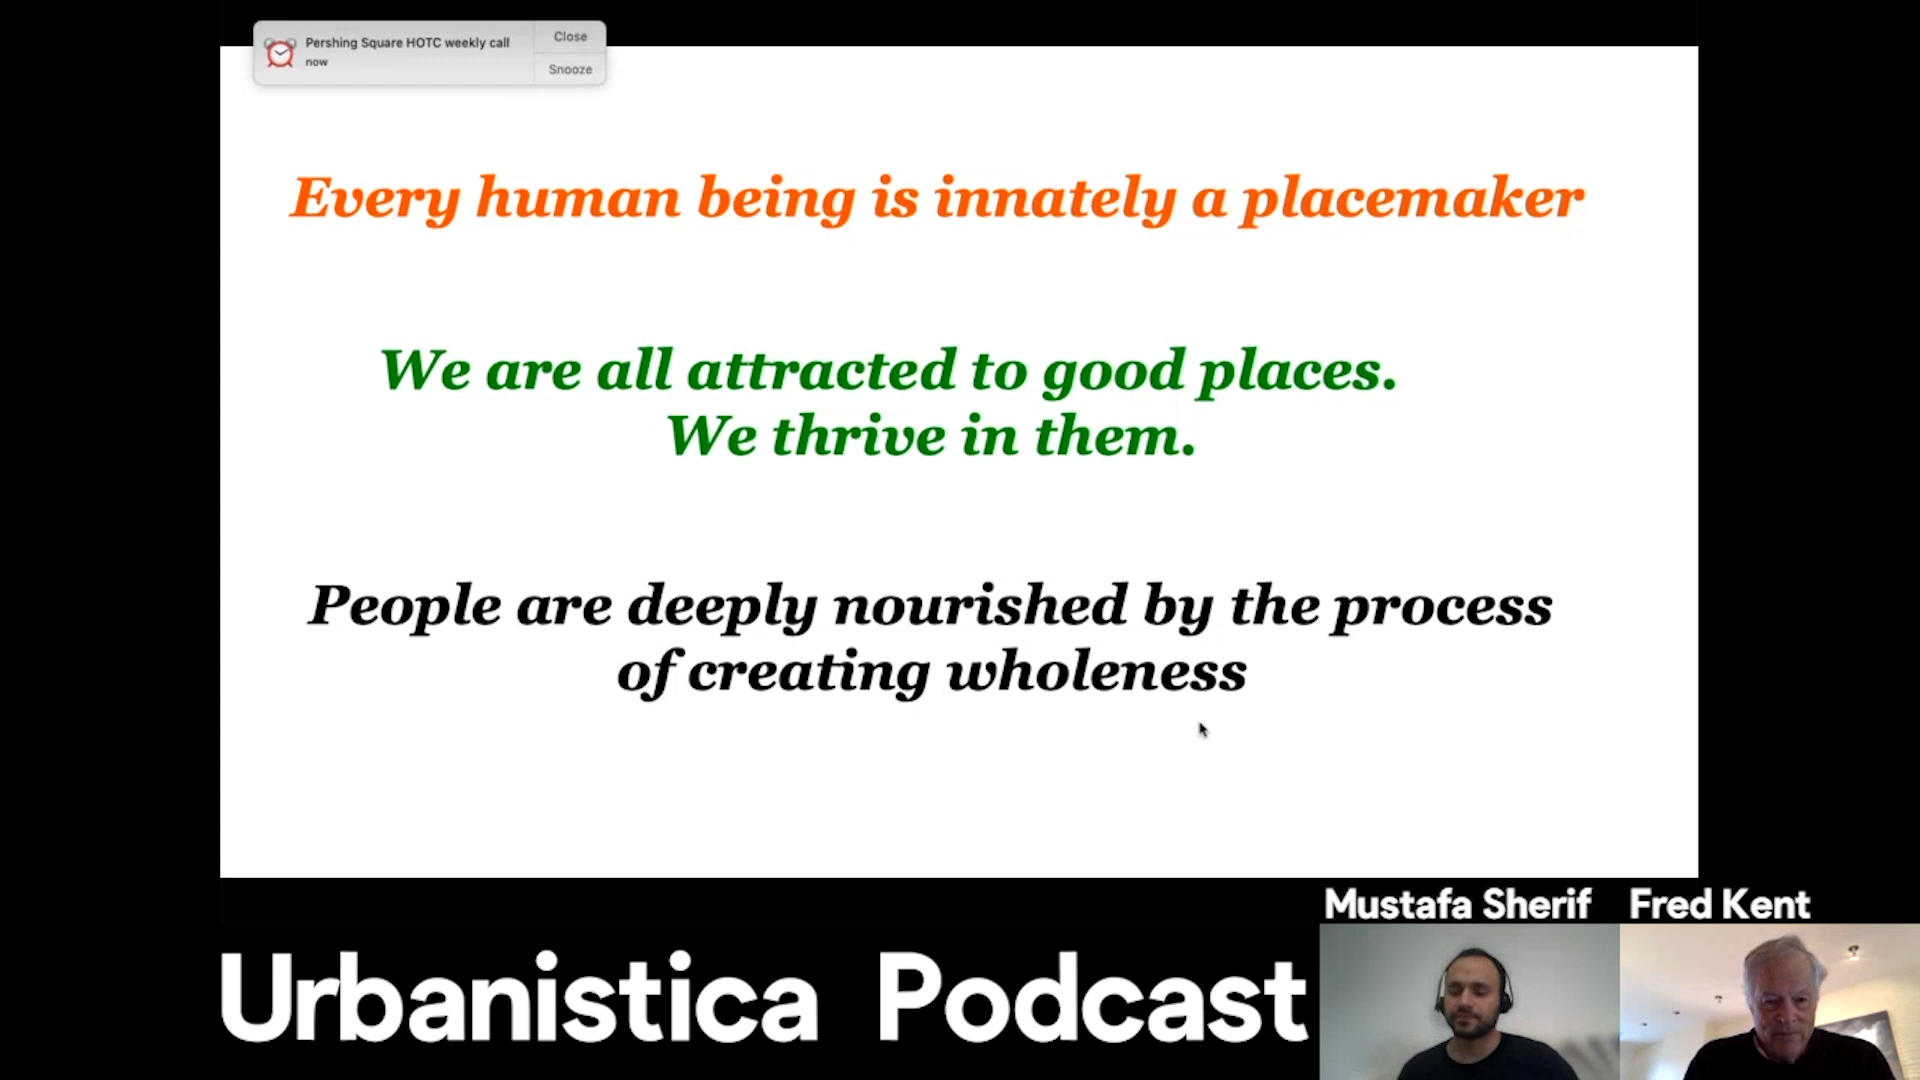 Pershing Square HOTC weekly call
now
Close
Snooze
Every human being is innately a placemaker
We are all attracted to good places.
We thrive in them.
People are deeply nourished by the process
of creating wholeness
Mustafa Sherif
Fred Kent
Urbanistica Podcast